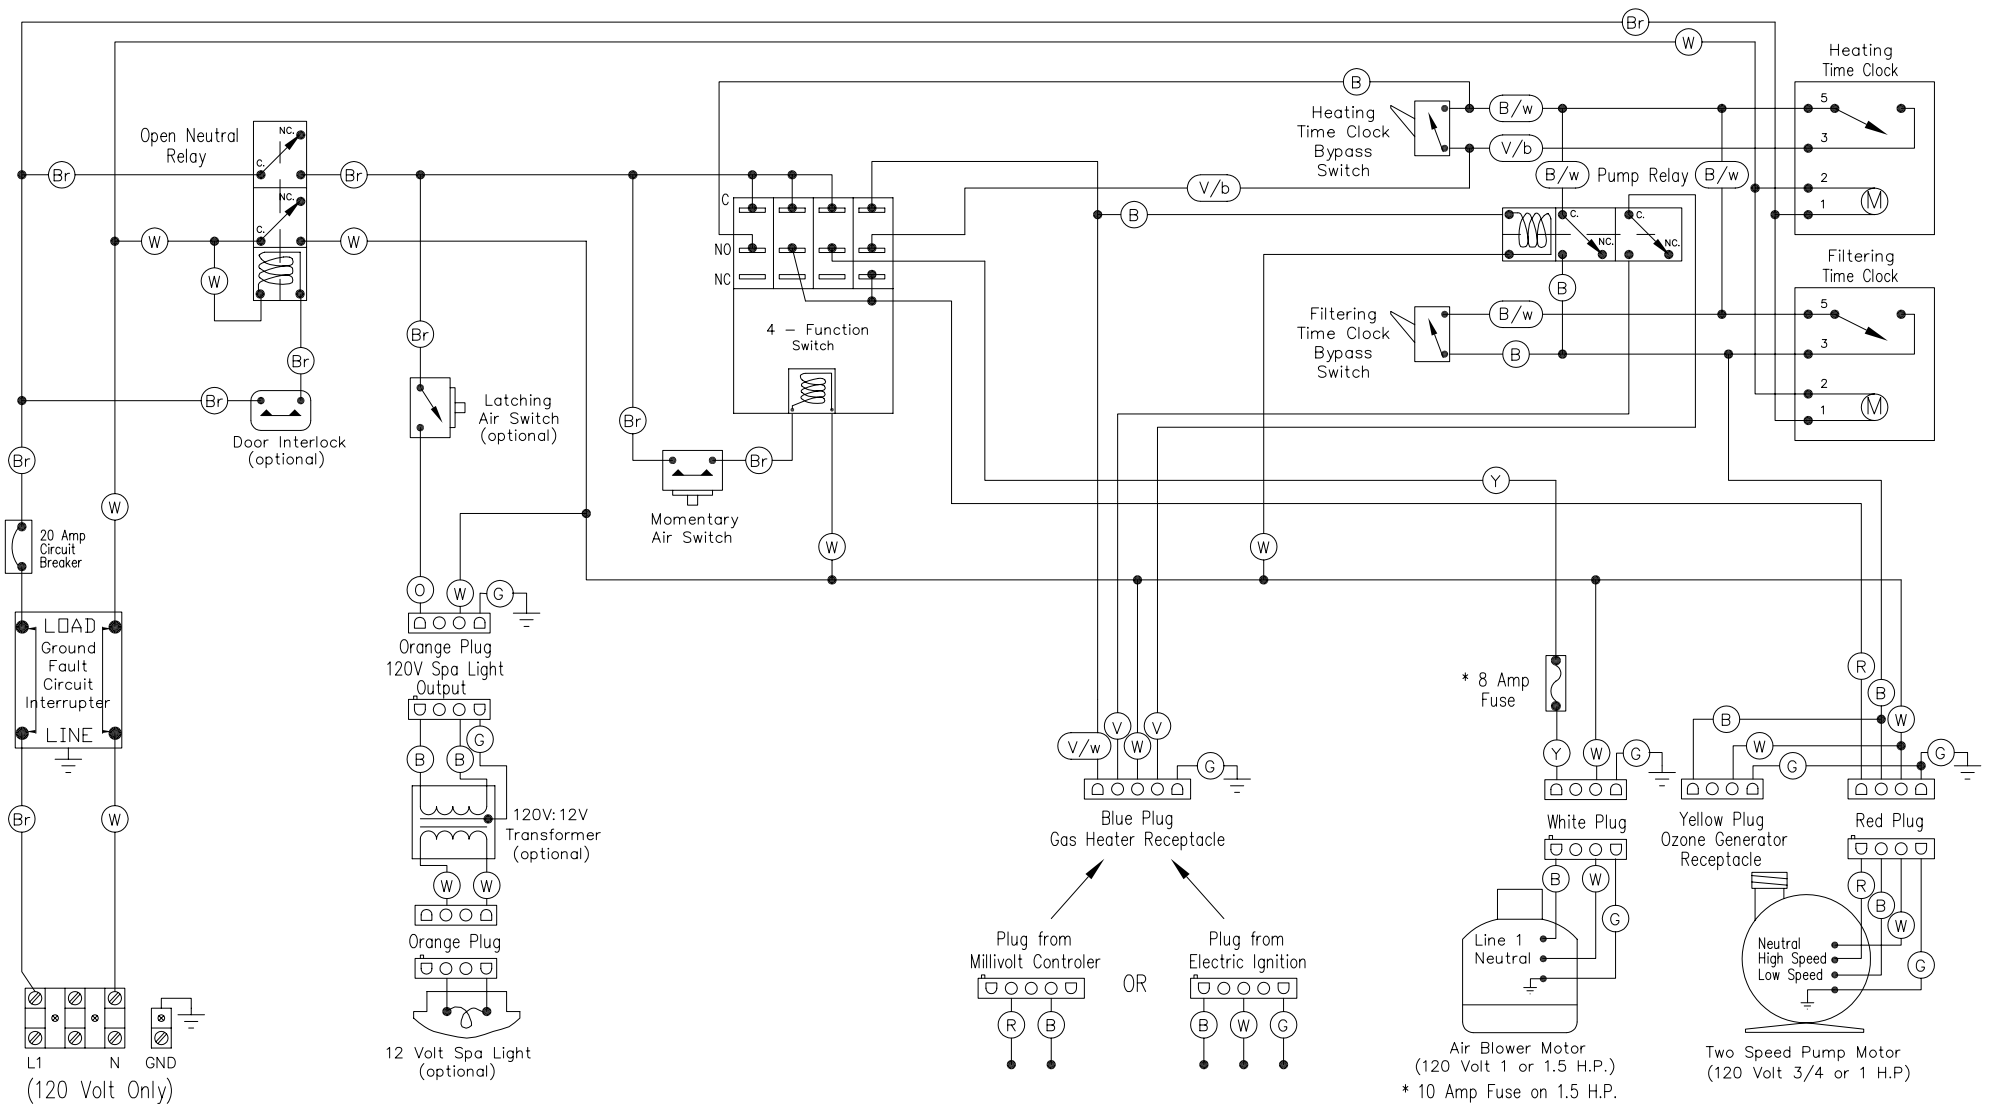 Br
W
Heating
Time Clock
B
Heating
Time Clock
Bypass
Switch
B/w
5
V/b
3
Open Neutral
Relay
NC.
C.
Br
Br
C
V/b
B/w
Pump Relay
B/w
2
1
M
NC.
C.
W
W
W
NO
NC
B
C.
NC.
C.
NC.
Filtering
Time Clock
B
Filtering
Time Clock
Bypass
Switch
B/w
5
B
3
2
1
M
4 - Function
Switch
Br
Br
Br
Door Interlock
(optional)
Latching
Air Switch
(optional)
Br
Br
Br
Momentary
Air Switch
Y
W
20 Amp
Circuit
Breaker
W
W
O
W
G
LOAD
Ground
Fault
Circuit
Interrupter
LINE
Orange Plug
120V Spa Light
Output
G
B
B
120V:12V
Transformer
(optional)
W
W
Orange Plug
12 Volt Spa Light
(optional)
Br
W
L1
N
GND
(120 Volt Only)
V/w
V
W
V
G
Blue Plug
Gas Heater Receptacle
Plug from
Millivolt Controler
OR
Plug from
Electric Ignition
R
B
B
W
G
* 8 Amp
Fuse
Y
W
G
White Plug
B
W
G
Line 1
Neutral
Air Blower Motor
(120 Volt 1 or 1.5 H.P.)
* 10 Amp Fuse on 1.5 H.P.
R
B
W
B
W
G
G
Yellow Plug
Ozone Generator
Receptacle
Red Plug
R
B
W
G
Neutral
High Speed
Low Speed
Two Speed Pump Motor
(120 Volt 3/4 or 1 H.P)